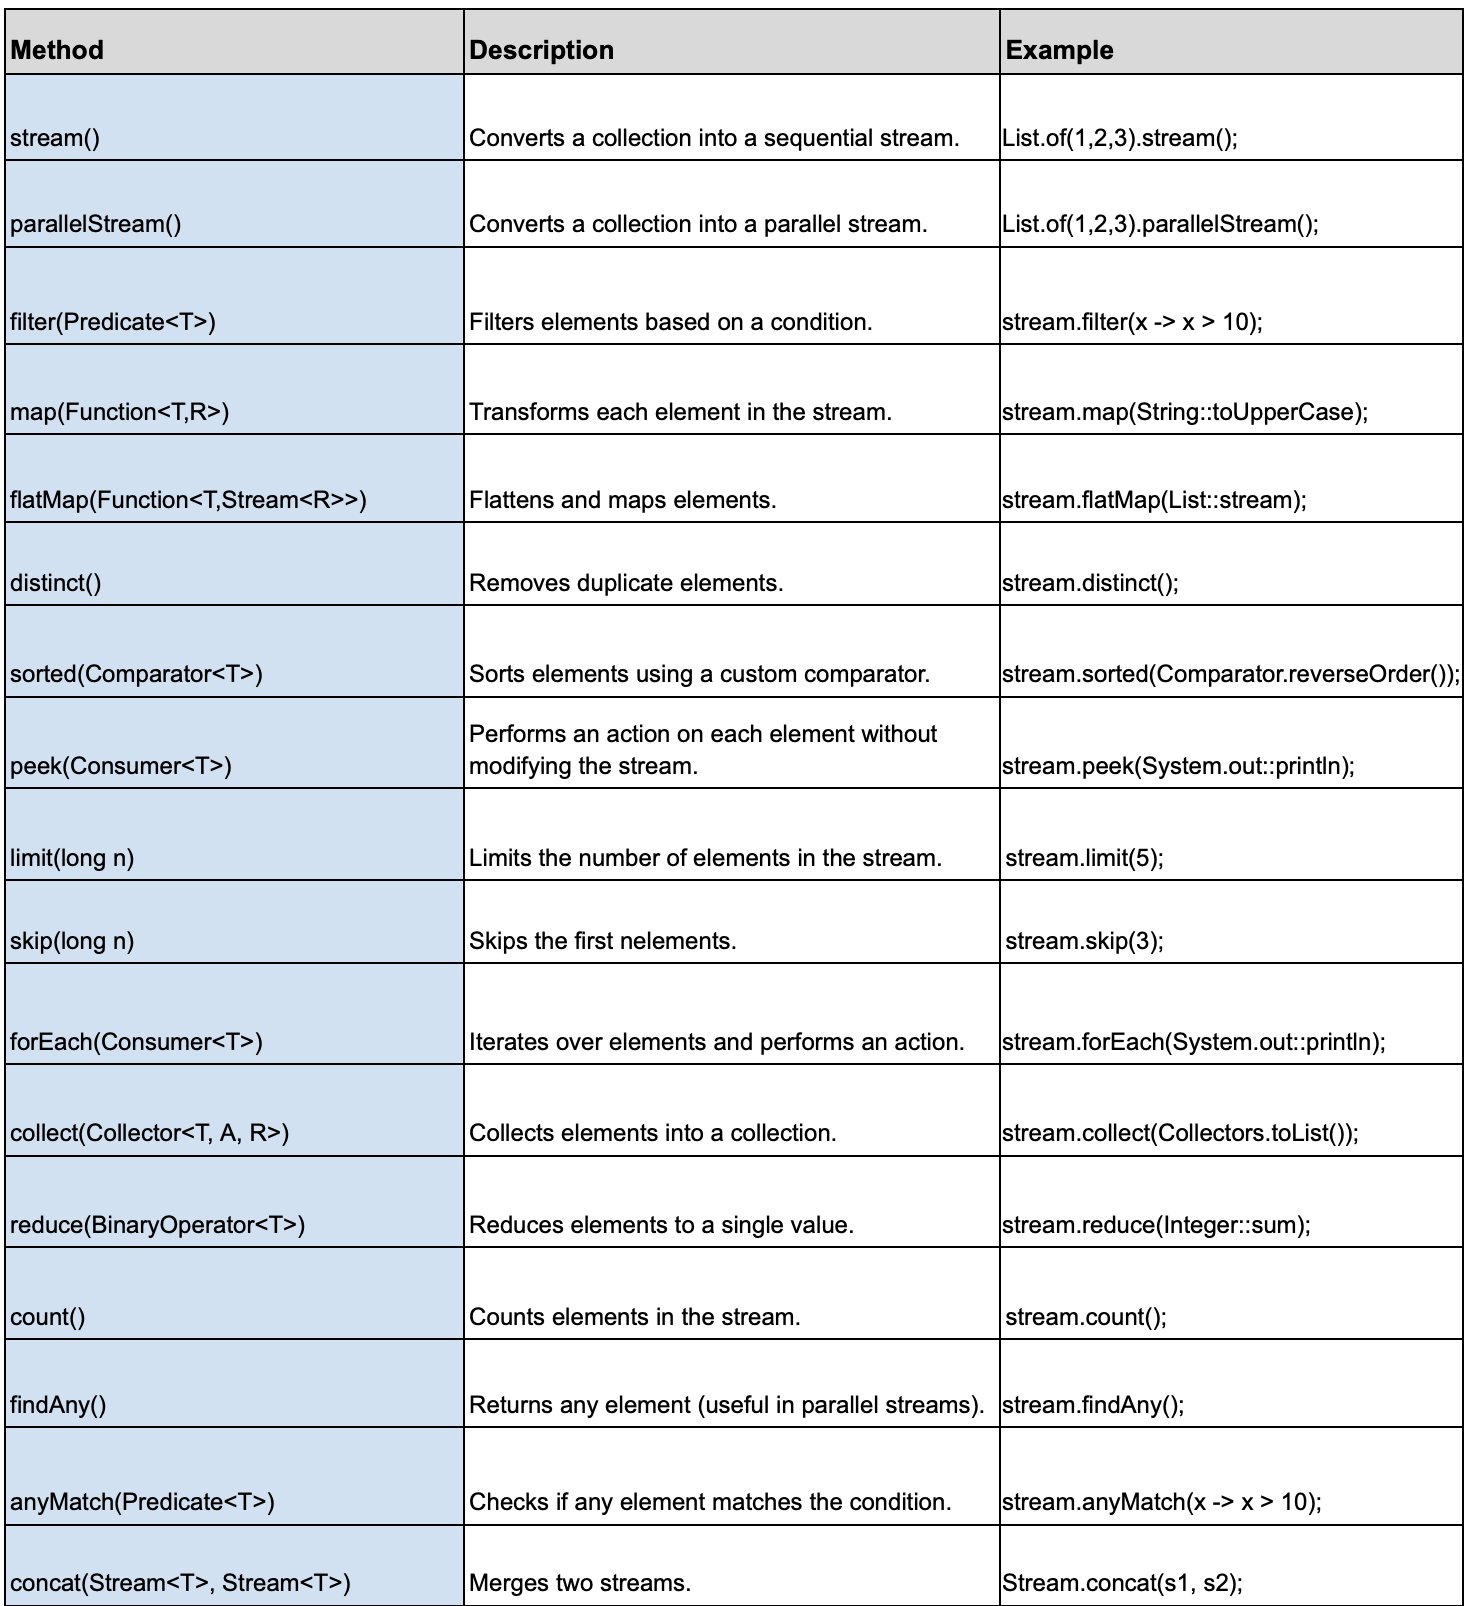 Method Description Example
stream() Converts a collection into a sequential stream. List.of(1,2,3).stream();
parallelStream() Converts a collection into a parallel stream. List.of(1,2,3).parallelStream();
filter(Predicate<T>) Filters elements based on a condition. stream.filter(x -> x > 10);
map(Function<T,R>) Transforms each element in the stream. stream.map(String::toUpperCase);
flatMap(Function<T,Stream<R>>) Flattens and maps elements. stream.flatMap(List::stream);
distinct() Removes duplicate elements. stream.distinct();
sorted(Comparator<T>) Sorts elements using a custom comparator. stream.sorted(Comparator.reverseOrder());
Performs an action on each element without
peek(Consumer<T>) modifying the stream. stream.peek(System.out::println);
limit(long n) Limits the number of elements in the stream. stream.limit(5);
skip(long n) Skips the first nelements. stream.skip(3);
forEach(Consumer<T>) Iterates over elements and performs an action. stream.forEach(System.out::println);
collect(Collector<T, A, R>) Collects elements into a collection. stream.collect(Collectors.toList());
reduce(BinaryOperator<T>) Reduces elements to a single value. stream.reduce(Integer::sum);
count() Counts elements in the stream. stream.count();
findAny() Returns any element (useful in parallel streams). stream.findAny();
anyMatch(Predicate<T>) Checks if any element matches the condition. stream.anyMatch(x -> x > 10);
concat(Stream<T>, Stream<T>) Merges two streams. Stream.concat(s1, s2);